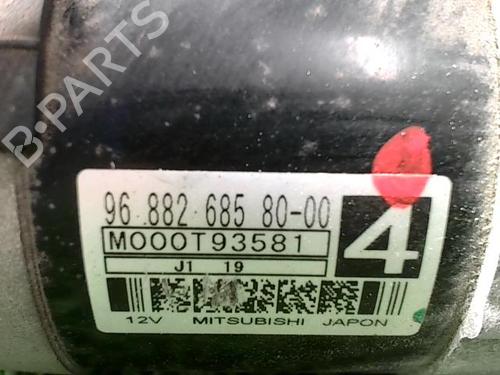 B-PARTS
96 882 685 80-00
M000T93581
4
J1 19
12V MITSUBISHI JAPON